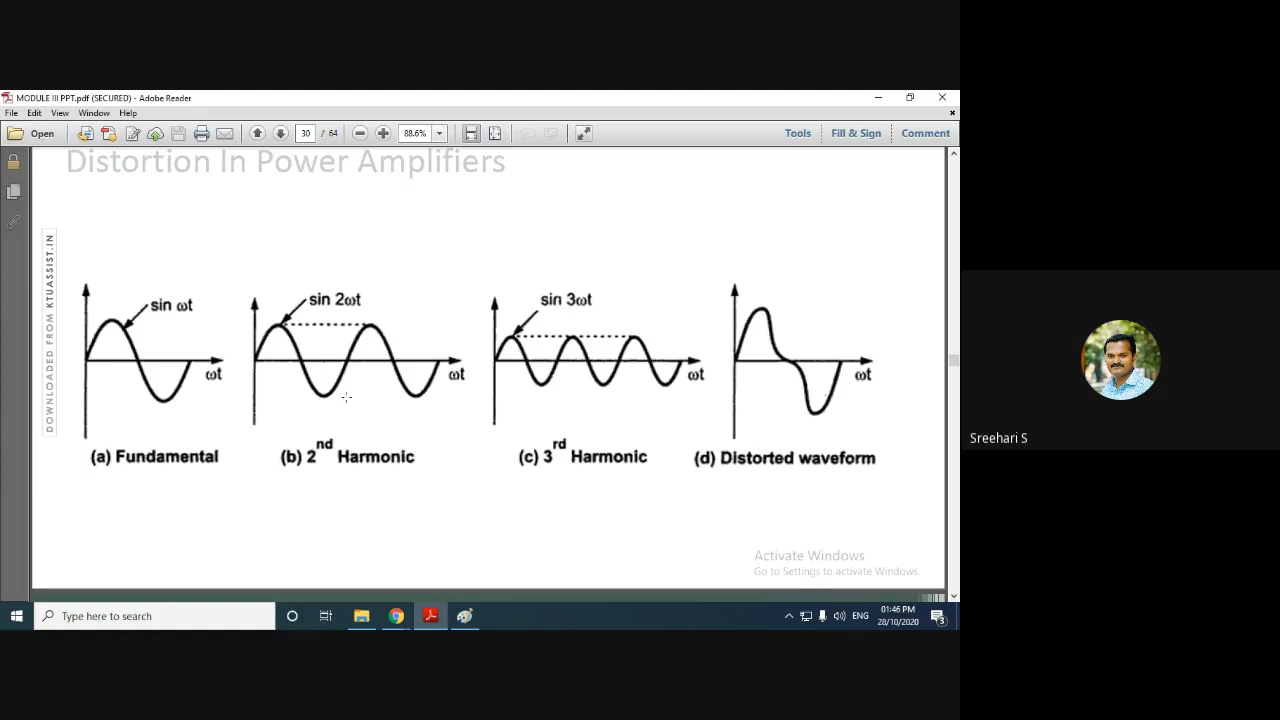 MODULE III PPT.pdf (SECURED) - Adobe Reader
File Edit View Window Help
Open 30 / 64 88.6% Tools Fill & Sign Comment
Distortion In Power Amplifiers
DOWNLOADED FROM KTUASSIST.IN
sin ωt
ωt
(a) Fundamental
sin 2ωt
ωt
(b) 2nd Harmonic
sin 3ωt
ωt
(c) 3rd Harmonic
ωt
(d) Distorted waveform
Sreehari S
Activate Windows
Go to Settings to activate Windows.
Type here to search
ENG
01:46 PM
28/10/2020
3